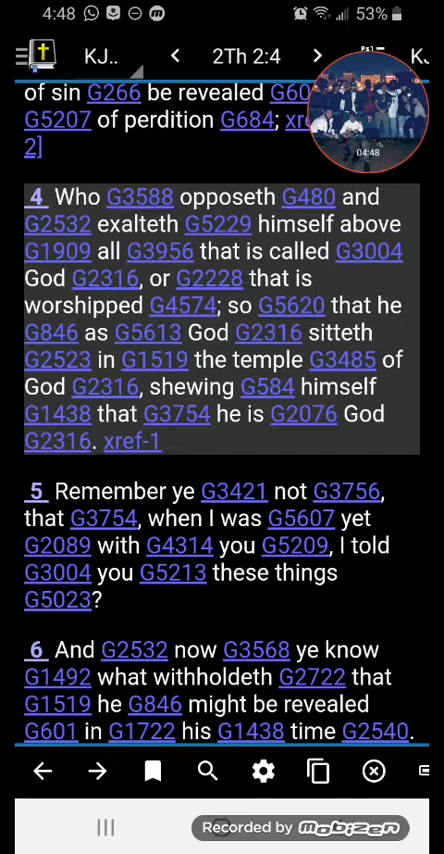 4:48 53%
KJ.. 2Th 2:4 K
of sin G266 be revealed G60
G5207 of perdition G684; xr
2]
04:48
4 Who G3588 opposeth G480 and
G2532 exalteth G5229 himself above
G1909 all G3956 that is called G3004
God G2316, or G2228 that is
worshipped G4574; so G5620 that he
G846 as G5613 God G2316 sitteth
G2523 in G1519 the temple G3485 of
God G2316, shewing G584 himself
G1438 that G3754 he is G2076 God
G2316. xref-1
5 Remember ye G3421 not G3756,
that G3754, when I was G5607 yet
G2089 with G4314 you G5209, I told
G3004 you G5213 these things
G5023?
6 And G2532 now G3568 ye know
G1492 what withholdeth G2722 that
G1519 he G846 might be revealed
G601 in G1722 his G1438 time G2540.
Recorded by Mobizen